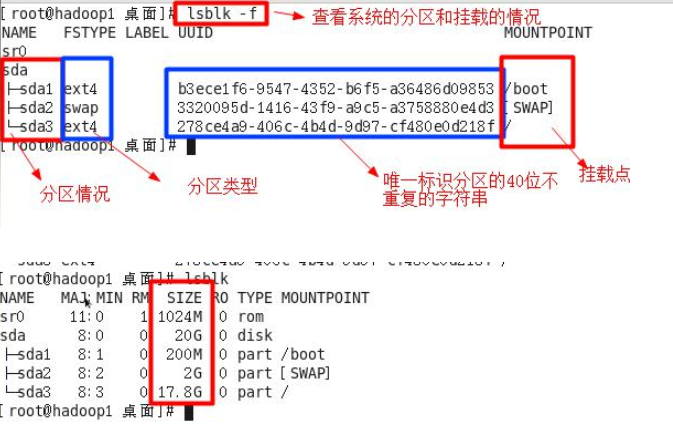 [root@hadoop1 桌面]# lsblk -f
查看系统的分区和挂载的情况
NAME FSTYPE LABEL UUID MOUNTPOINT
sr0
sda
├─sda1 ext4 b3ece1f6-9547-4352-b6f5-a36486d09853 /boot
├─sda2 swap 3320095d-1416-43f9-a9c5-a3758880e4d3 [SWAP]
└─sda3 ext4 278ce4a9-406c-4b4d-9d97-cf480e0d218f /
[root@hadoop1 桌面]#
分区情况
分区类型
唯一标识分区的40位不
重复的字符串
挂载点
sda3 ext4 278ce4a9-406c-4b4d-9d97-cf480e0d218f /
[root@hadoop1 桌面]# lsblk
NAME MAJ:MIN RM SIZE RO TYPE MOUNTPOINT
sr0 11:0 1 1024M 0 rom
sda 8:0 0 20G 0 disk
├─sda1 8:1 0 200M 0 part /boot
├─sda2 8:2 0 2G 0 part [SWAP]
└─sda3 8:3 0 17.8G 0 part /
[root@hadoop1 桌面]#